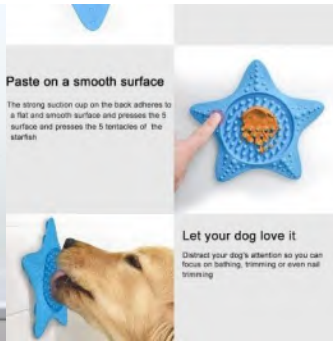 Paste on a smooth surface
The strong suction cup on the back adheres to
a flat and smooth surface and presses the 5
surface and presses the 5 tentacles of the
starfish
Let your dog love it
Distract your dog's attention so you can
focus on bathing, trimming or even nail
trimming